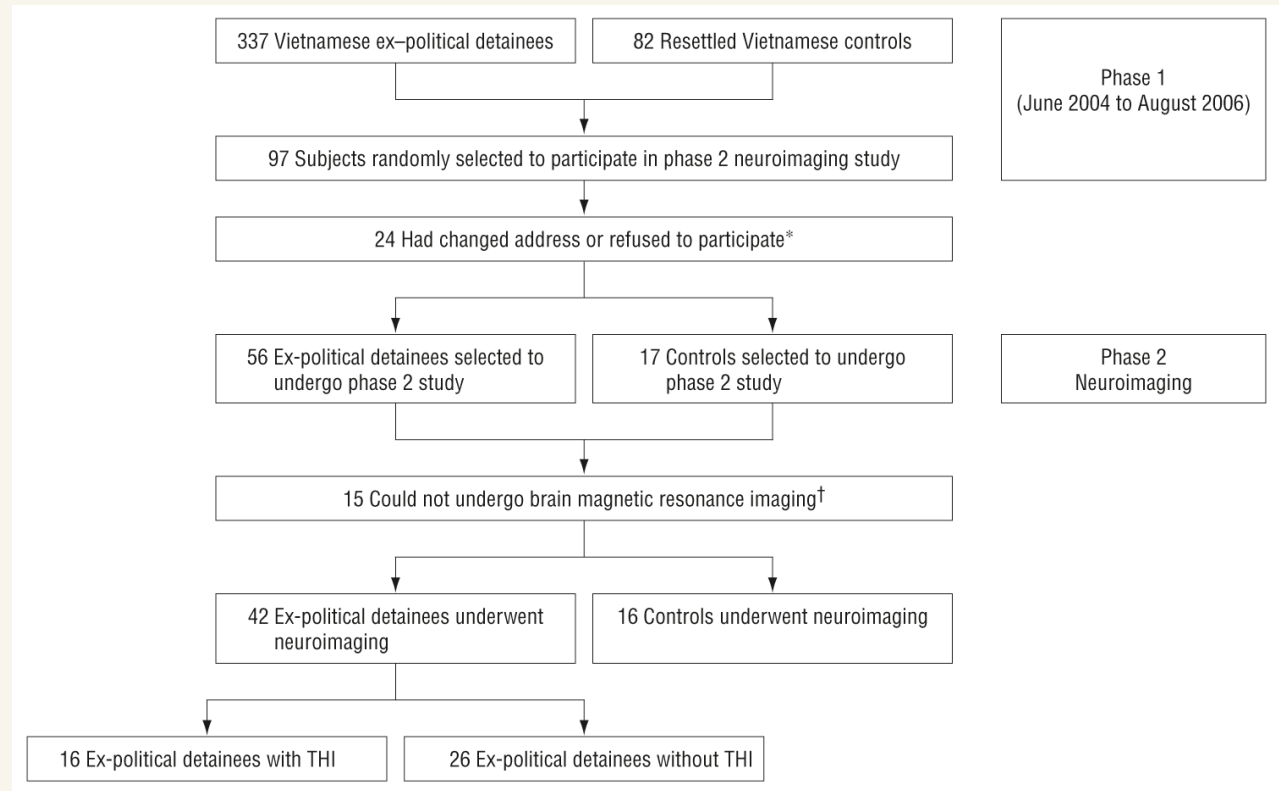 337 Vietnamese ex–political detainees
82 Resettled Vietnamese controls
Phase 1
(June 2004 to August 2006)
97 Subjects randomly selected to participate in phase 2 neuroimaging study
24 Had changed address or refused to participate*
56 Ex-political detainees selected to
undergo phase 2 study
17 Controls selected to undergo
phase 2 study
Phase 2
Neuroimaging
15 Could not undergo brain magnetic resonance imaging†
42 Ex-political detainees underwent
neuroimaging
16 Controls underwent neuroimaging
16 Ex-political detainees with THI
26 Ex-political detainees without THI